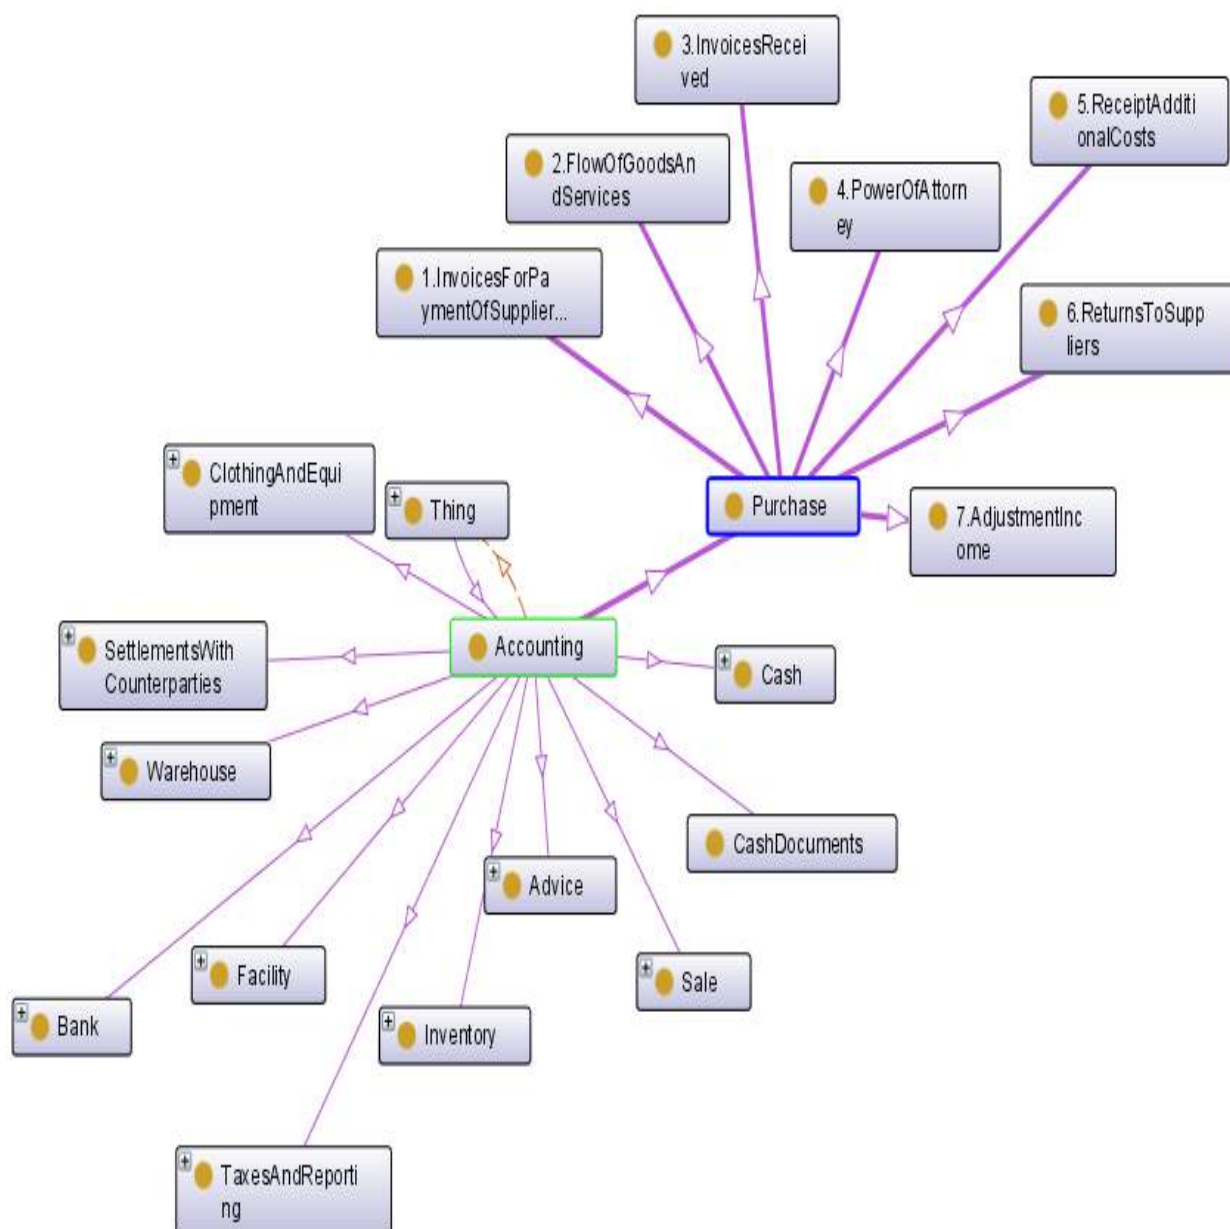 3.InvoicesRecei
ved
5.ReceiptAdditi
onalCosts
2.FlowOfGoodsAn
dServices
4.PowerOfAttorn
ey
1.InvoicesForPa
ymentOfSupplier...
6.ReturnsToSupp
liers
ClothingAndEqui
pment
Thing
Purchase
7.AdjustmentInc
ome
SettlementsWith
Counterparties
Accounting
Cash
Warehouse
CashDocuments
Advice
Facility
Sale
Bank
Inventory
TaxesAndReporti
ng